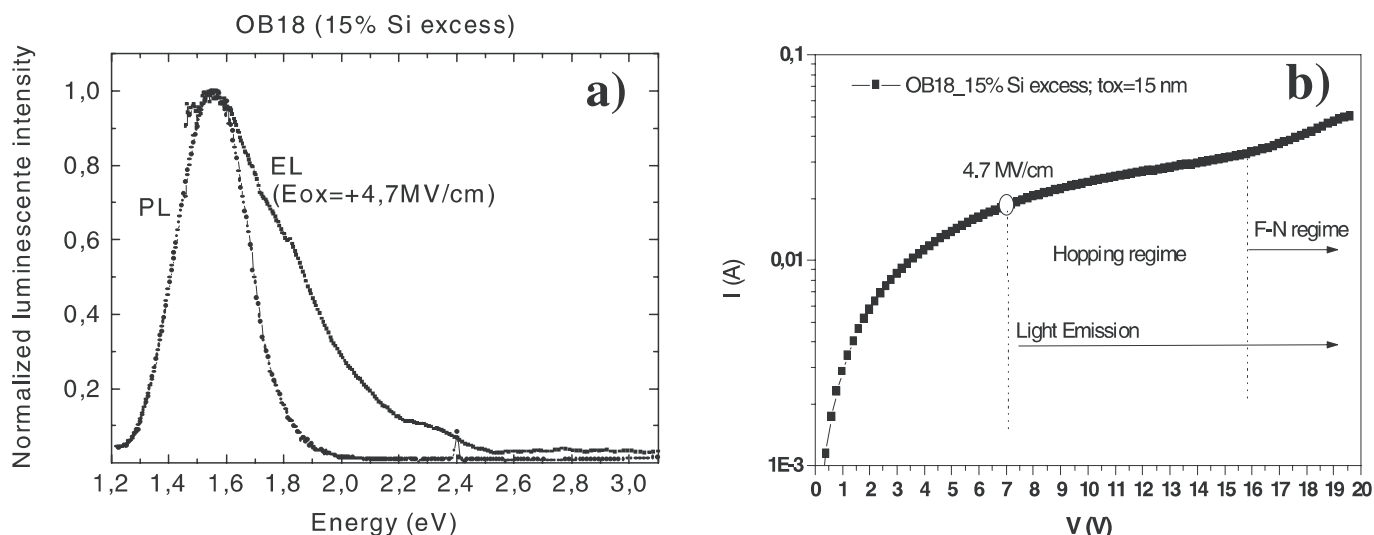 OB18 (15% Si excess)
a)
Normalized luminescente intensity
1,0
0,8
0,6
0,4
0,2
PL
EL
(Eox=+4,7MV/cm)
1,2 1,4 1,6 1,8 2,0 2,2 2,4 2,6 2,8 3,0
Energy (eV)
b)
0,1
0,01
1E-3
I (A)
OB18_15% Si excess; tox=15 nm
4.7 MV/cm
F-N regime
Hopping regime
Light Emission
0 1 2 3 4 5 6 7 8 9 10 11 12 13 14 15 16 17 18 19 20
V (V)